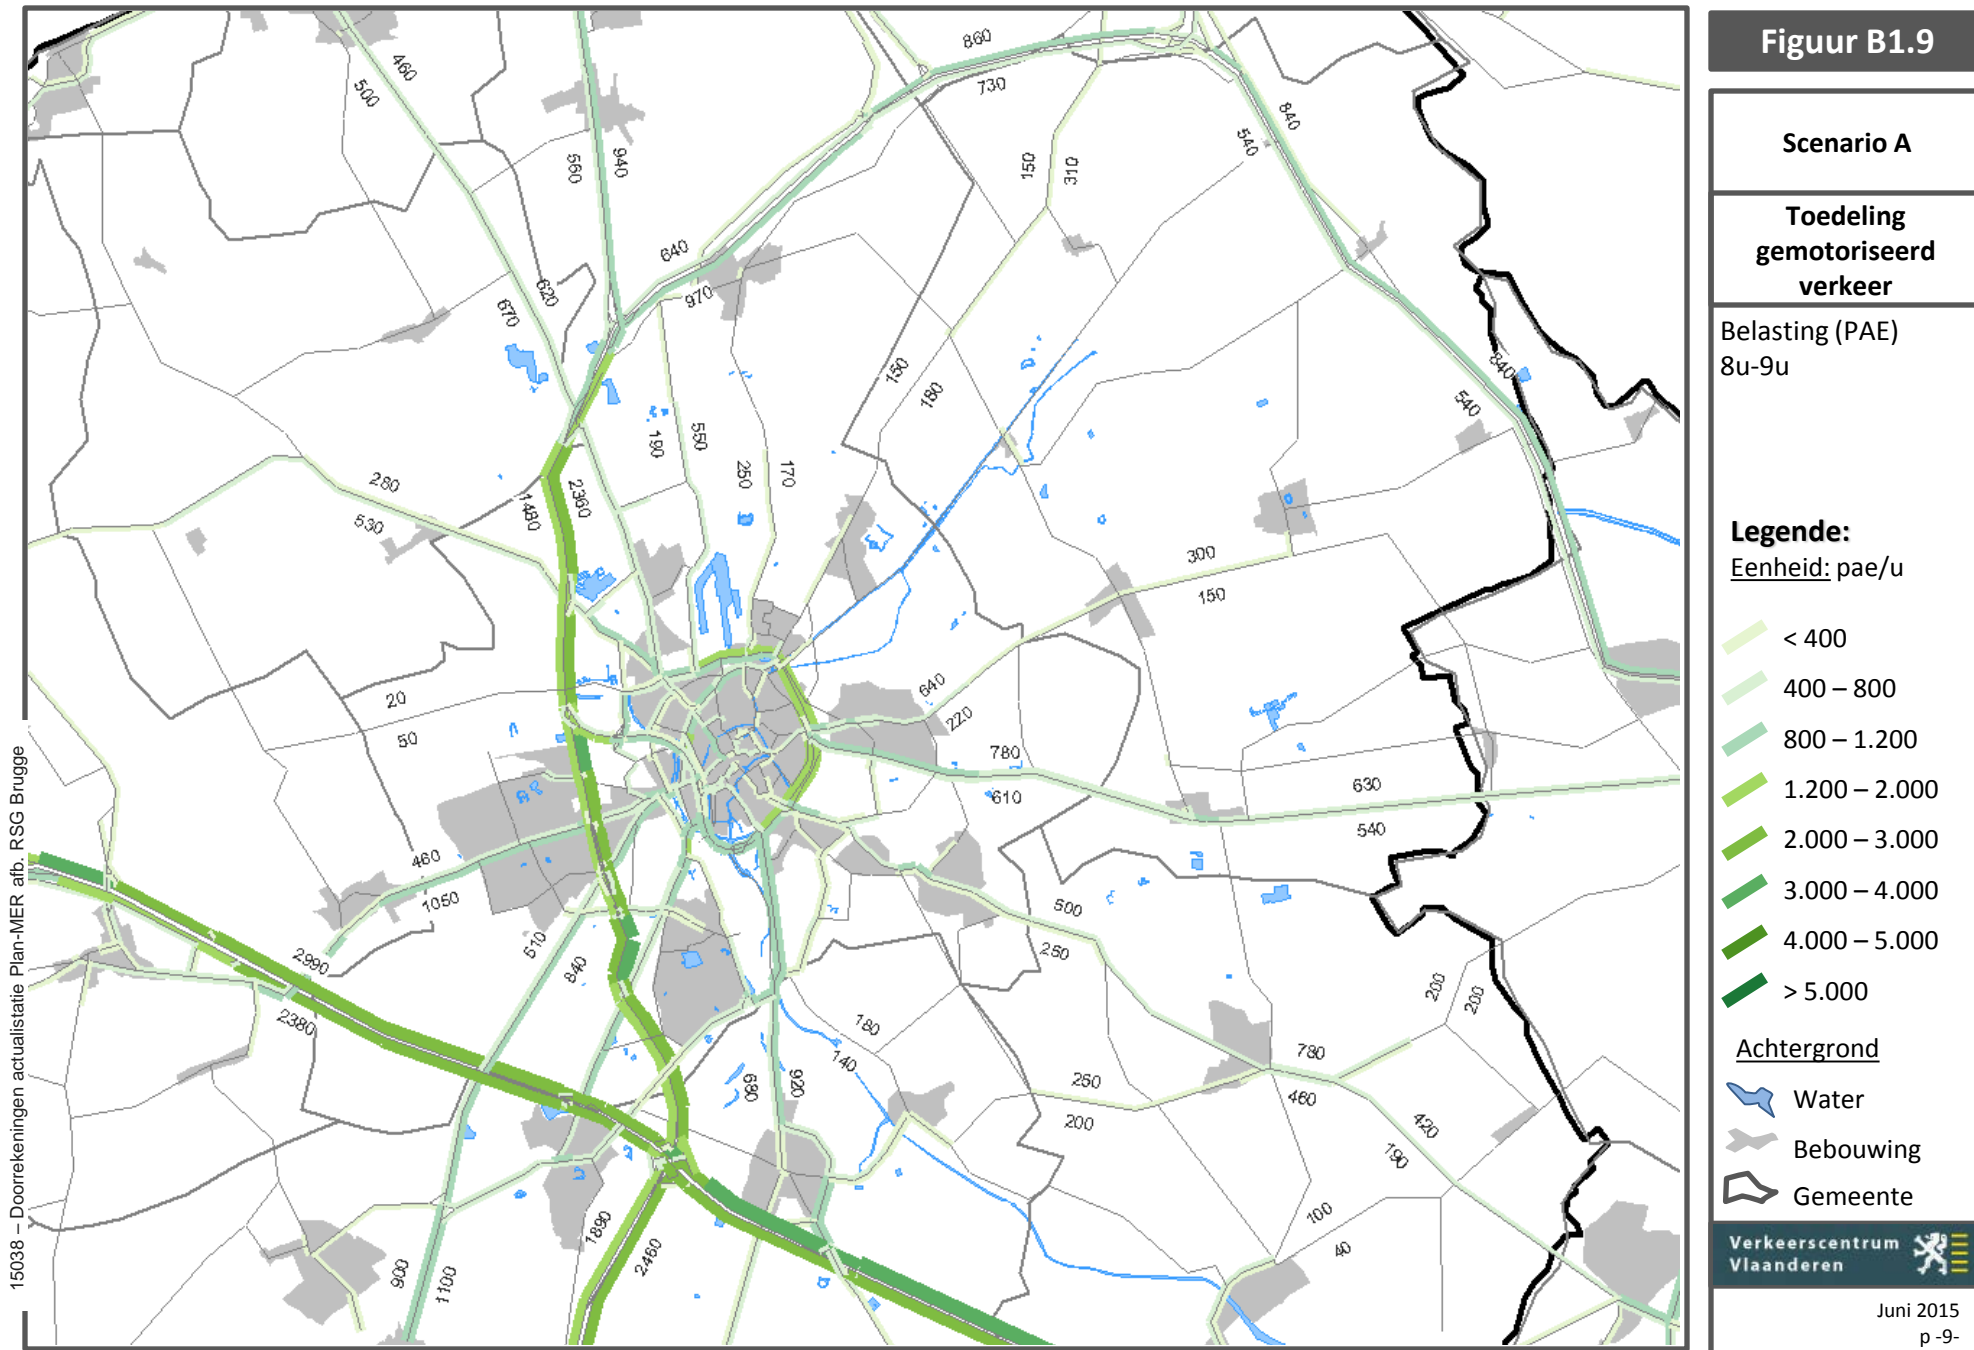 Figuur B1.9
Scenario A
Toedeling
gemotoriseerd
verkeer
Belasting (PAE)
8u-9u
Legende:
Eenheid: pae/u
< 400
400 – 800
800 – 1.200
1.200 – 2.000
2.000 – 3.000
3.000 – 4.000
4.000 – 5.000
> 5.000
Achtergrond
Water
Bebouwing
Gemeente
Verkeerscentrum
Vlaanderen
Juni 2015
p -9-
15038 – Doorrekeningen actualistatie Plan-MER afb. RSG Brugge
460
500
560
940
860
730
840
540
150
310
640
970
620
670
150
180
840
540
190
550
250
170
280
530
1480
2360
300
150
20
50
640
220
780
610
630
540
460
1050
500
250
2990
2380
510
840
200
200
180
140
680
920
250
200
780
460
420
190
1890
2460
900
1100
100
40